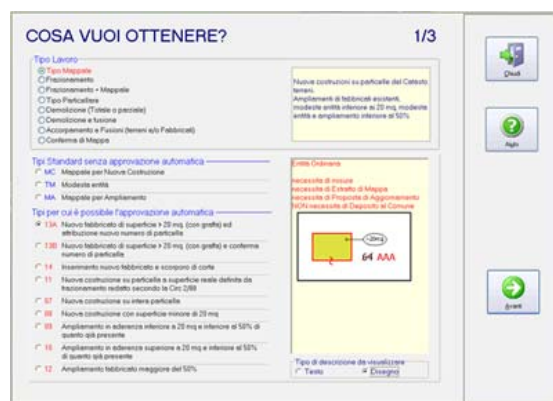 COSA VUOI OTTENERE?
1/3
Tipo Lavoro
Tipo Mappale
Frazionamento
Frazionamento + Mappale
Tipo Particellare
Demolizione (Totale o parziale)
Demolizione e fusione
Accorpamento e Fusioni (terreni e/o Fabbricati)
Conferma di Mappa
Nuove costruzioni su particelle del Catasto
terreni.
Ampliamenti di fabbricati esistenti,
modeste entità inferiore ai 20 mq, modeste
entità e ampliamento inferiore al 50%
Tipi Standard senza approvazione automatica
MC Mappale per Nuova Costruzione
TM Modesta entità
MA Mappale per Ampliamento
Tipi per cui è possibile l'approvazione automatica
13A Nuovo fabbricato di superficie > 20 mq. (con graffe) ed
attribuzione nuovo numero di particella
13B Nuovo fabbricato di superficie > 20 mq. (con graffe) e conferma
numero di particella
14 Inserimento nuovo fabbricato e scorporo di corte
11 Nuova costruzione su particella a superficie reale definita da
frazionamento redatto secondo la Circ 2/88
07 Nuova costruzione su intera particella
08 Nuova costruzione con superficie minore di 20 mq
09 Ampliamento in aderenza inferiore a 20 mq e inferiore al 50% di
quanto già presente
10 Ampliamento in aderenza superiore a 20 mq e inferiore al 50%
di quanto già presente
12 Ampliamento fabbricato maggiore del 50%
Entità Ordinaria
necessita di misure
necessita di Estratto di Mappa
necessita di Proposta di Aggiornamento
NON necessita di Deposito al Comune
64 AAA
Tipo di descrizione da visualizzare
Testo
Disegno
Chiudi
Aiuto
Avanti